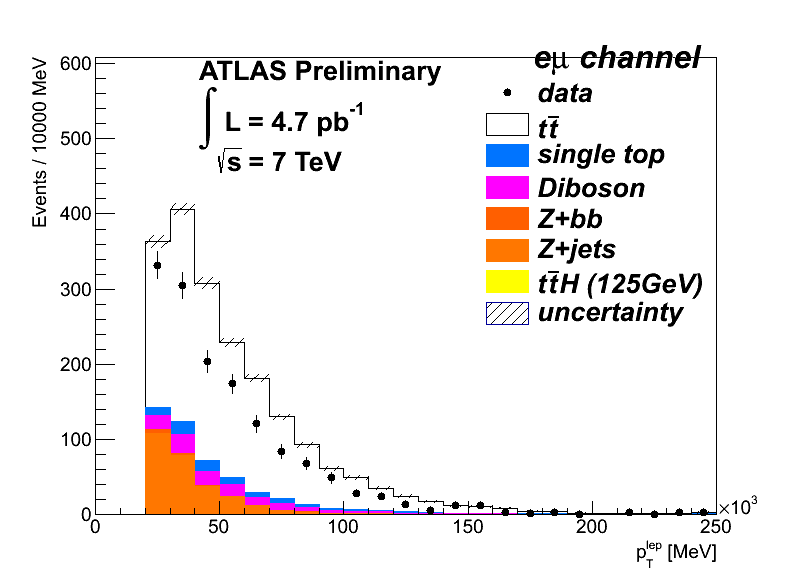 ATLAS Preliminary
∫ L = 4.7 pb⁻¹
√s = 7 TeV
eμ channel
data
tt̄
single top
Diboson
Z+bb
Z+jets
tt̄H (125GeV)
uncertainty
Events / 10000 MeV
600
500
400
300
200
100
0
0 50 100 150 200 250
×10³
p_T^lep [MeV]